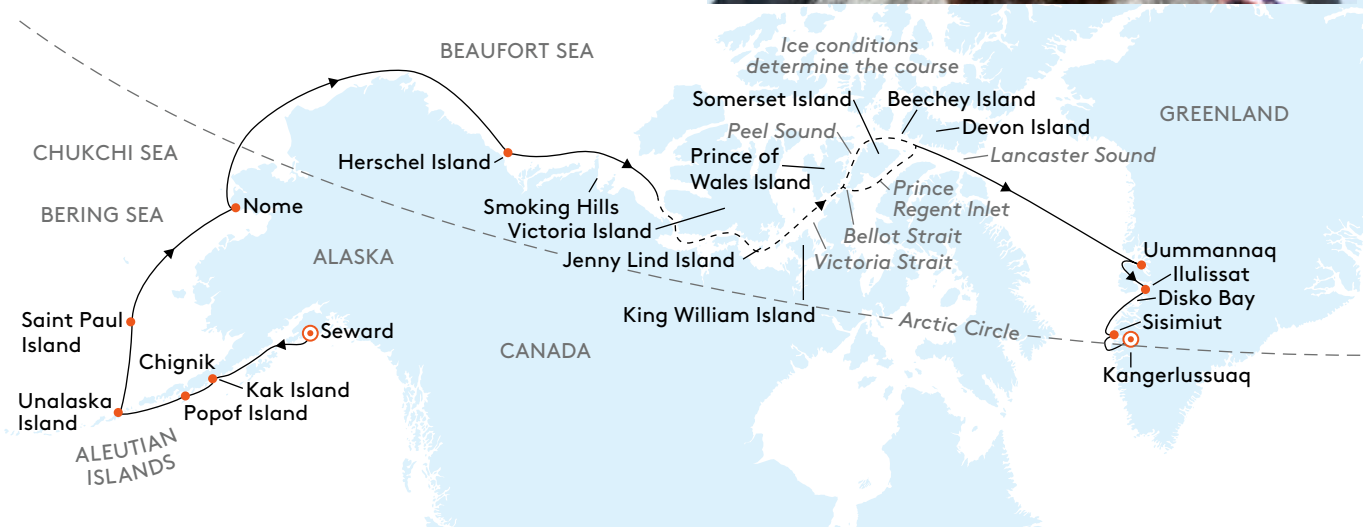 BEAUFORT SEA
Ice conditions
determine the course
Somerset Island
Beechey Island
GREENLAND
Peel Sound
Devon Island
CHUKCHI SEA
Herschel Island
Prince of
Wales Island
Lancaster Sound
Prince
Regent Inlet
BERING SEA
Nome
Smoking Hills
Victoria Island
Bellot Strait
ALASKA
Jenny Lind Island
Victoria Strait
Uummannaq
Ilulissat
Disko Bay
King William Island
Arctic Circle
Sisimiut
Saint Paul
Island
Seward
CANADA
Chignik
Kangerlussuaq
Kak Island
Unalaska
Island
Popof Island
ALEUTIAN
ISLANDS